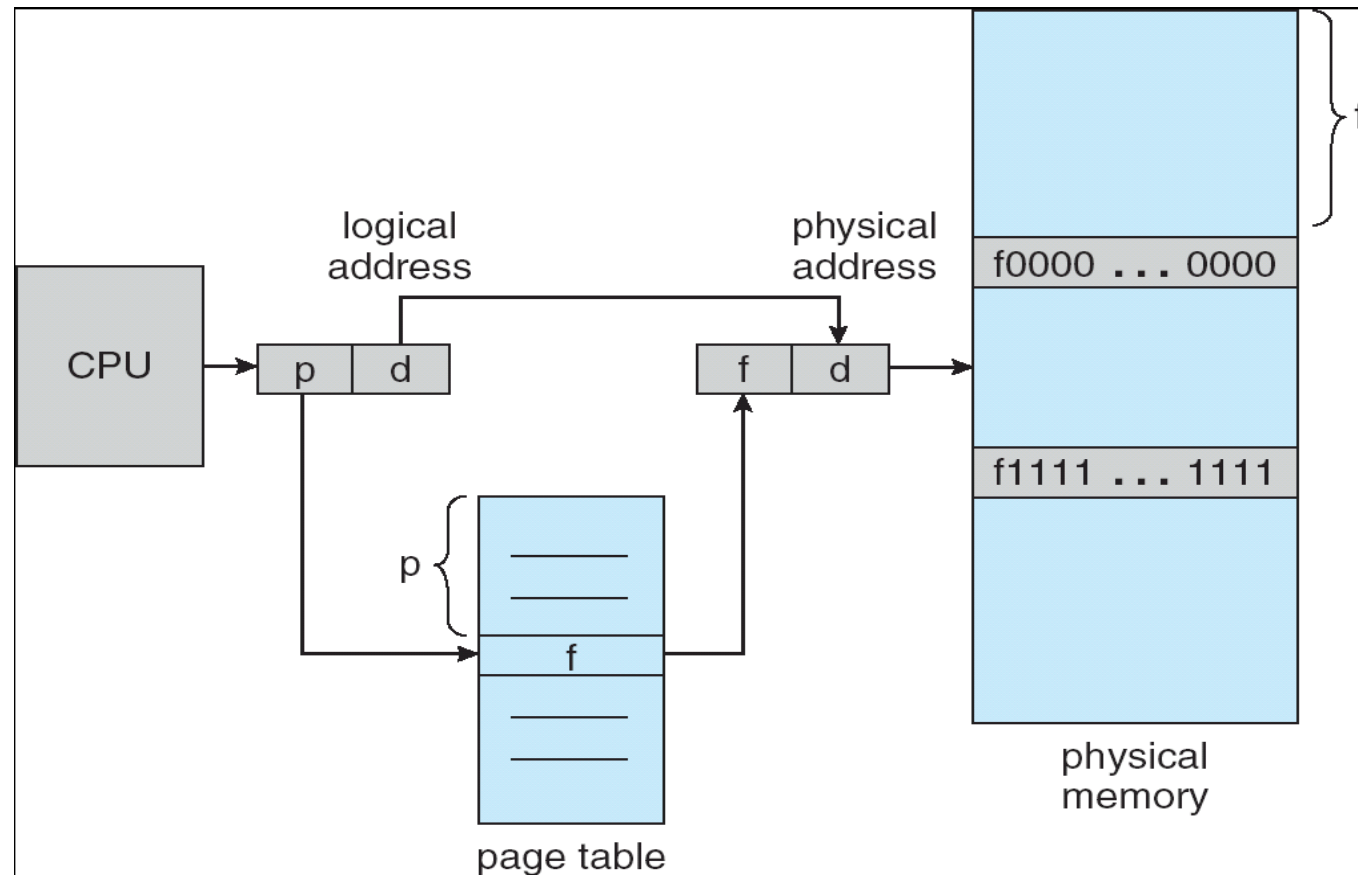 f
logical
address
physical
address
f0000 ... 0000
CPU
p d
f d
f1111 ... 1111
p
f
physical
memory
page table